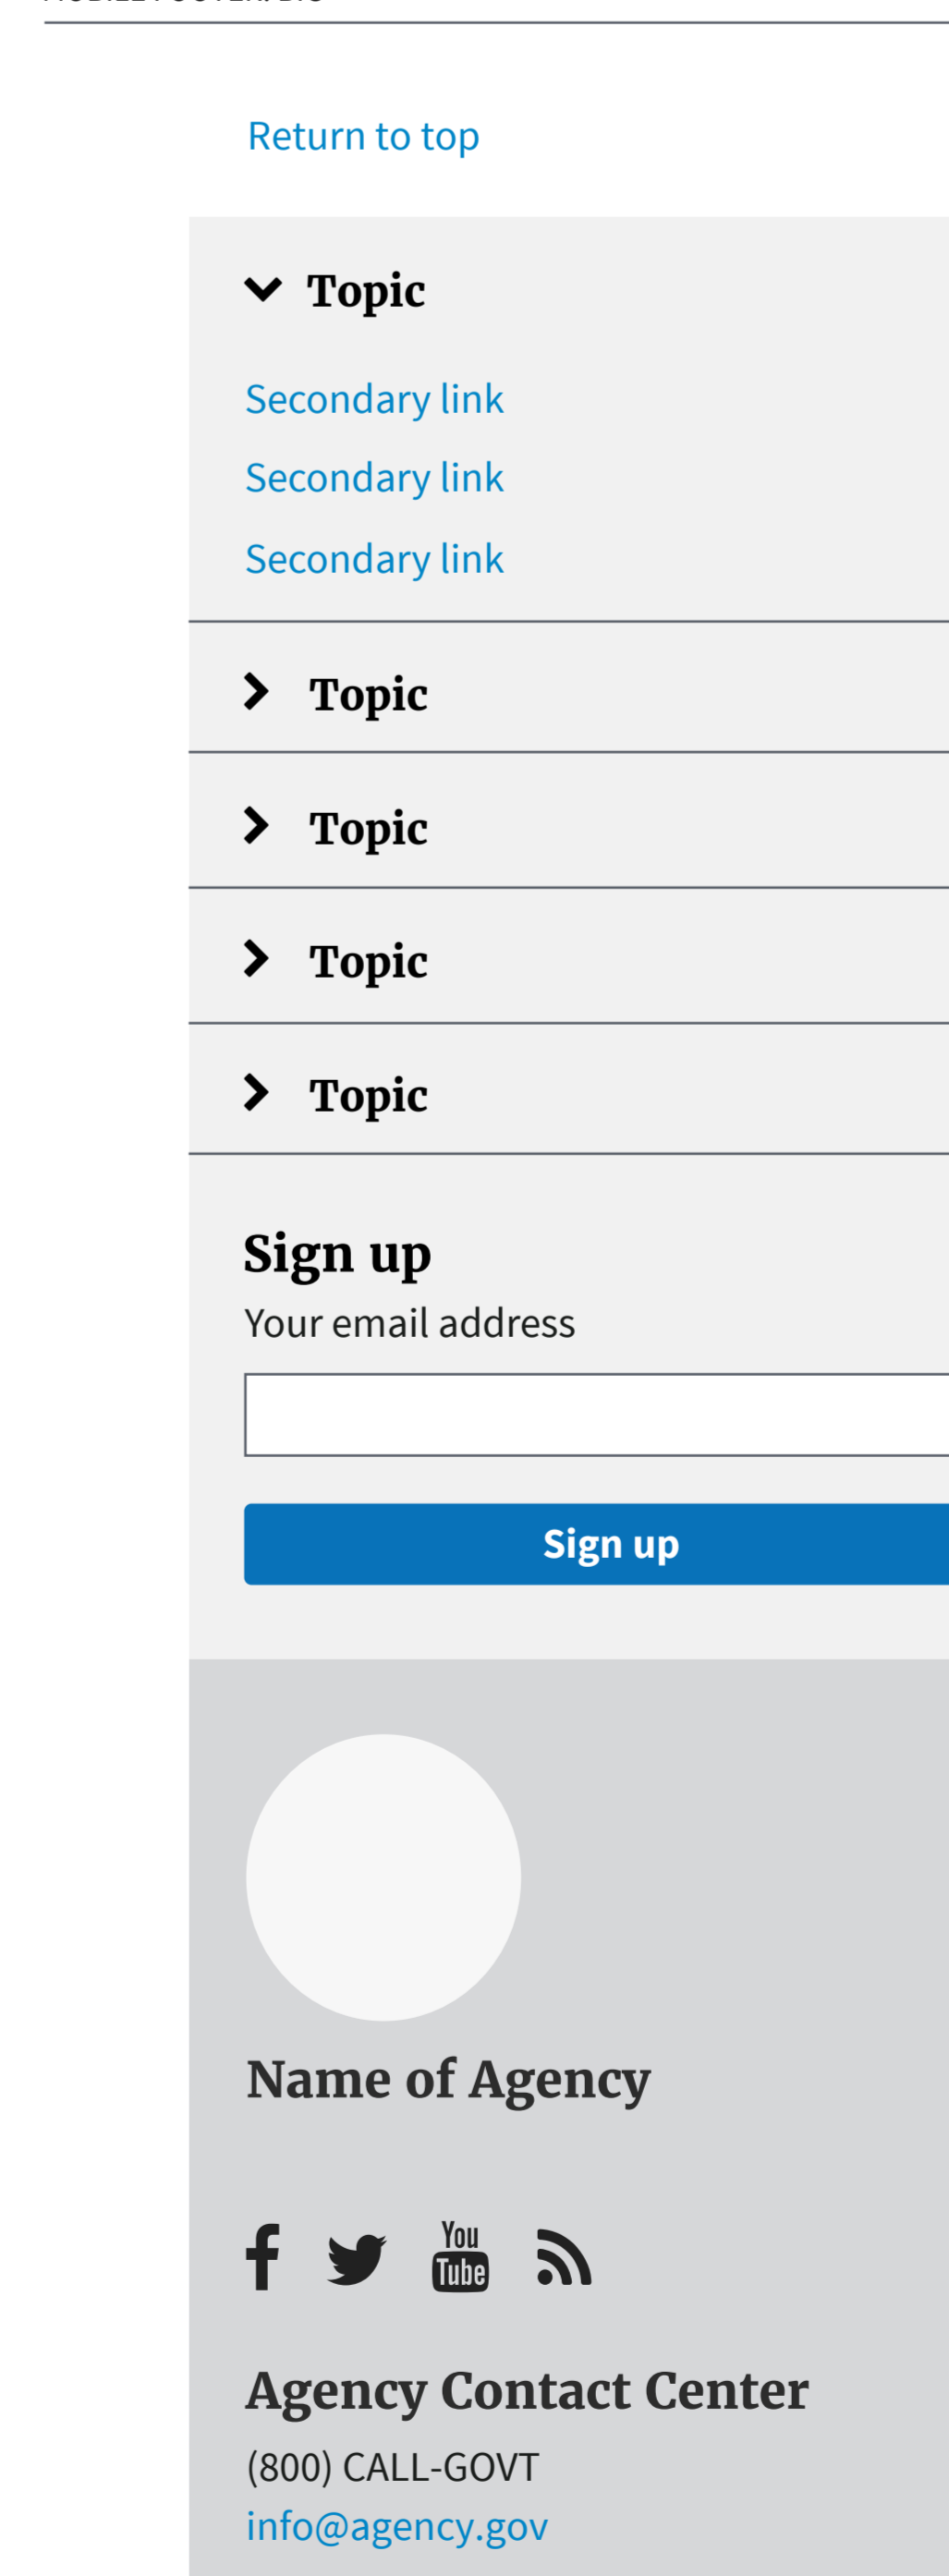 Return to top
Topic
Secondary link
Secondary link
Secondary link
Topic
Topic
Topic
Topic
Sign up
Your email address
Sign up
Name of Agency
You
Tube
Agency Contact Center
(800) CALL-GOVT
info@agency.gov